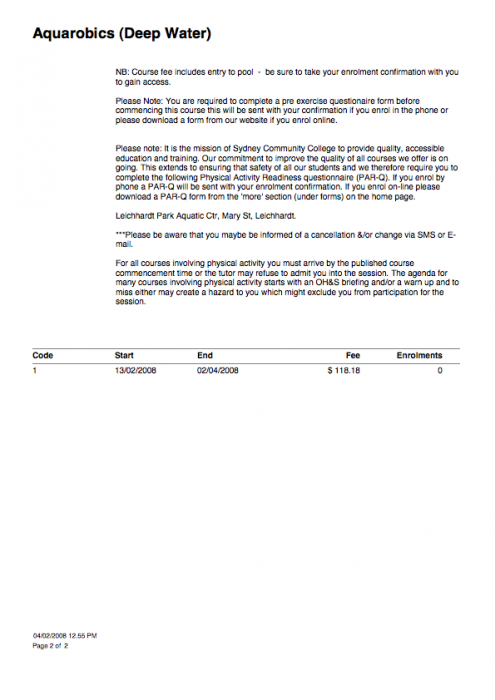 Aquarobics (Deep Water)
NB: Course fee includes entry to pool  -  be sure to take your enrolment confirmation with you
to gain access.
Please Note: You are required to complete a pre exercise questionaire form before
commencing this course this will be sent with your confirmation if you enrol in the phone or
please download a form from our website if you enrol online.
Please note: It is the mission of Sydney Community College to provide quality, accessible
education and training. Our commitment to improve the quality of all courses we offer is on
going. This extends to ensuring that safety of all our students and we therefore require you to
complete the following Physical Activity Readiness questionnaire (PAR-Q). If you enrol by
phone a PAR-Q will be sent with your enrolment confirmation. If you enrol on-line please
download a PAR-Q form from the 'more' section (under forms) on the home page.
Leichhardt Park Aquatic Ctr, Mary St, Leichhardt.
***Please be aware that you maybe be informed of a cancellation &/or change via SMS or E-
mail.
For all courses involving physical activity you must arrive by the published course
commencement time or the tutor may refuse to admit you into the session. The agenda for
many courses involving physical activity starts with an OH&S briefing and/or a warn up and to
miss either may create a hazard to you which might exclude you from participation for the
session.
Code Start End Fee Enrolments
1 13/02/2008 02/04/2008 $ 118.18 0
04/02/2008 12.55 PM
Page 2 of  2